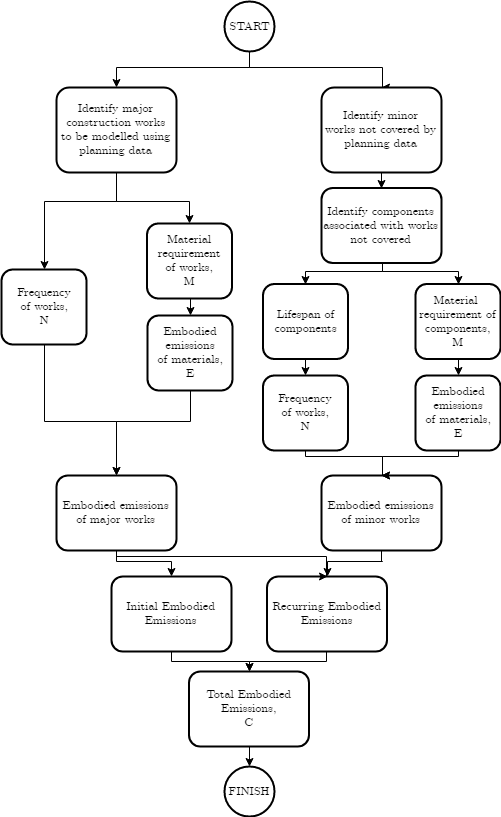 START
Identify major
construction works
to be modelled using
planning data
Identify minor
works not covered by
planning data
Identify components
associated with works
not covered
Material
requirement
of works,
M
Frequency
of works,
N
Embodied
emissions
of materials,
E
Lifespan of
components
Material
requirement of
components,
M
Frequency
of works,
N
Embodied
emissions
of materials,
E
Embodied emissions
of major works
Embodied emissions
of minor works
Initial Embodied
Emissions
Recurring Embodied
Emissions
Total Embodied
Emissions,
C
FINISH